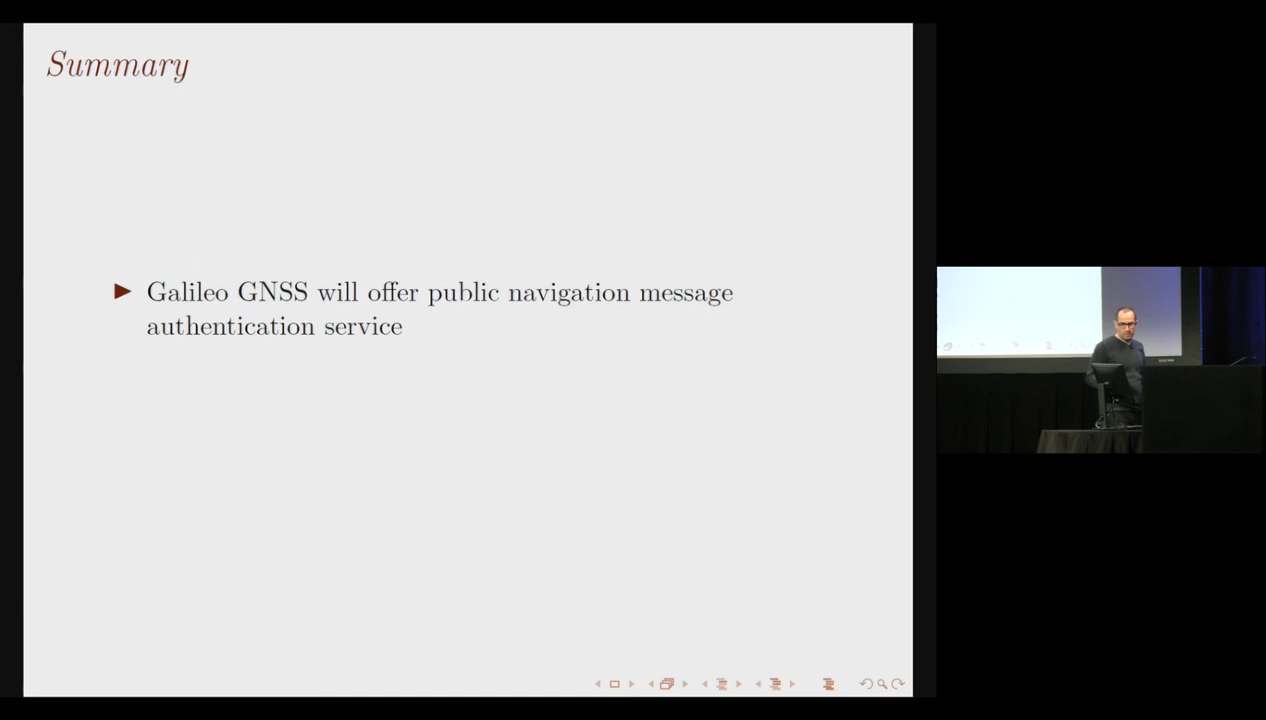 Summary
Galileo GNSS will offer public navigation message
authentication service